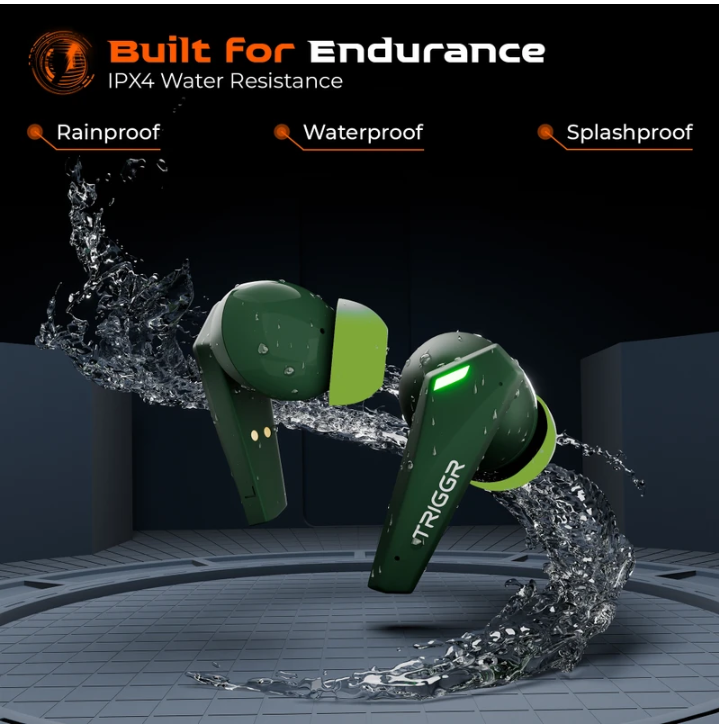 Built for Endurance
IPX4 Water Resistance
Rainproof Waterproof Splashproof
TRIGGR
L